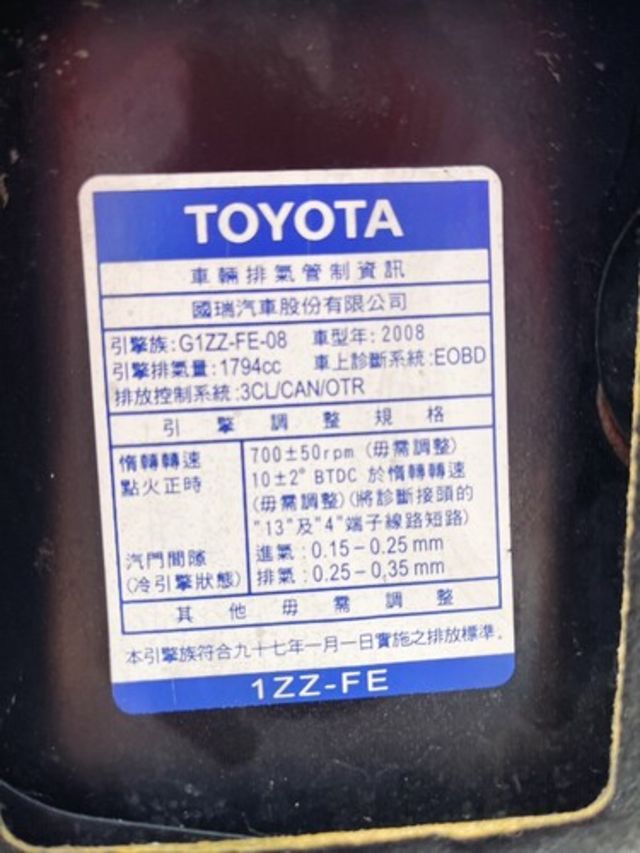 TOYOTA
車輛排氣管制資訊
國瑞汽車股份有限公司
引擎族:G1ZZ-FE-08 車型年:2008
引擎排氣量:1794cc 車上診斷系統:EOBD
排放控制系統:3CL/CAN/OTR
引擎調整規格
惰轉轉速 700±50rpm (毋需調整)
點火正時 10±2° BTDC 於惰轉轉速
(毋需調整)(將診斷接頭的
"13"及"4"端子線路短路)
汽門間隙 進氣:0.15-0.25mm
(冷引擎狀態) 排氣:0.25-0.35mm
其他毋需調整
本引擎族符合九十七年一月一日實施之排放標準.
1ZZ-FE